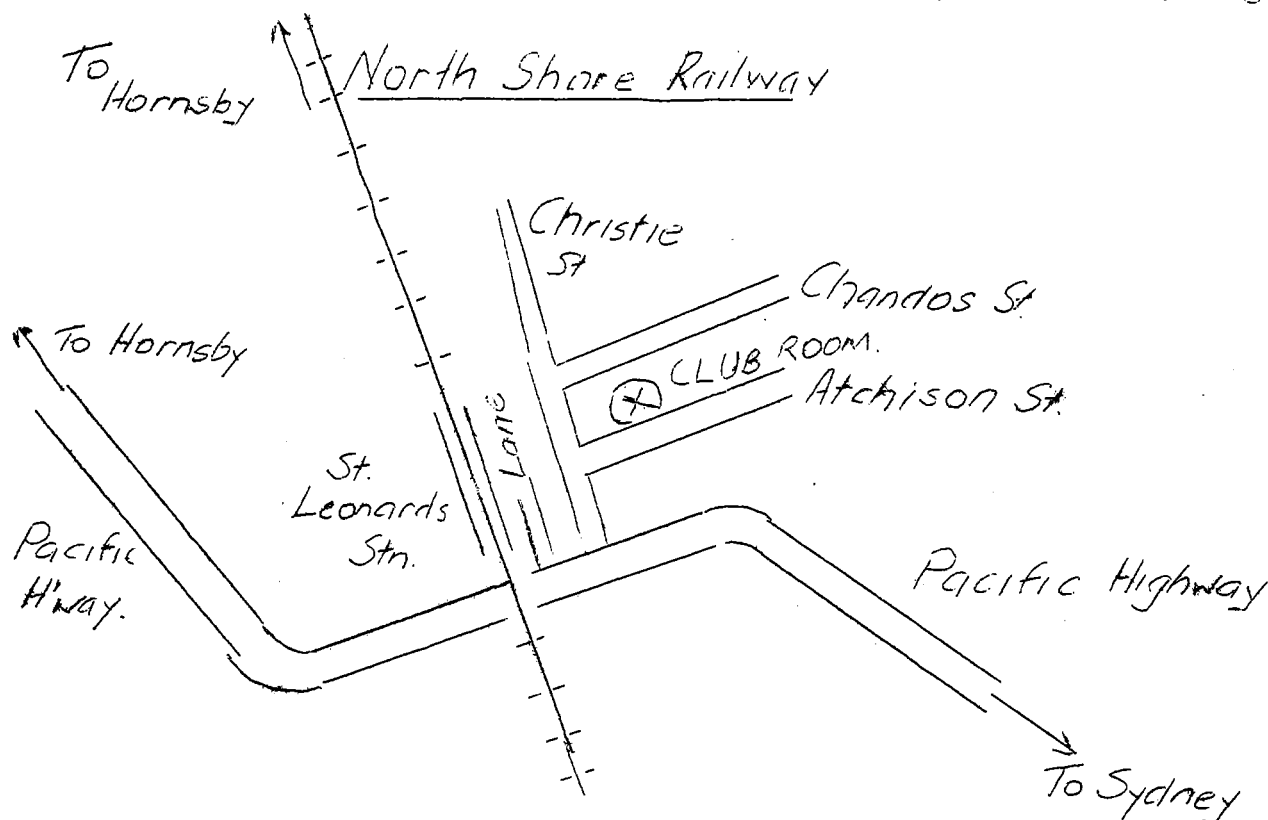 To
Hornsby
North Shore Railway
Christie
St
Chandos St.
To Hornsby
CLUB ROOM.
Atchison St.
Lane
St.
Leonards
Stn.
Pacific
H'way.
Pacific Highway
To Sydney